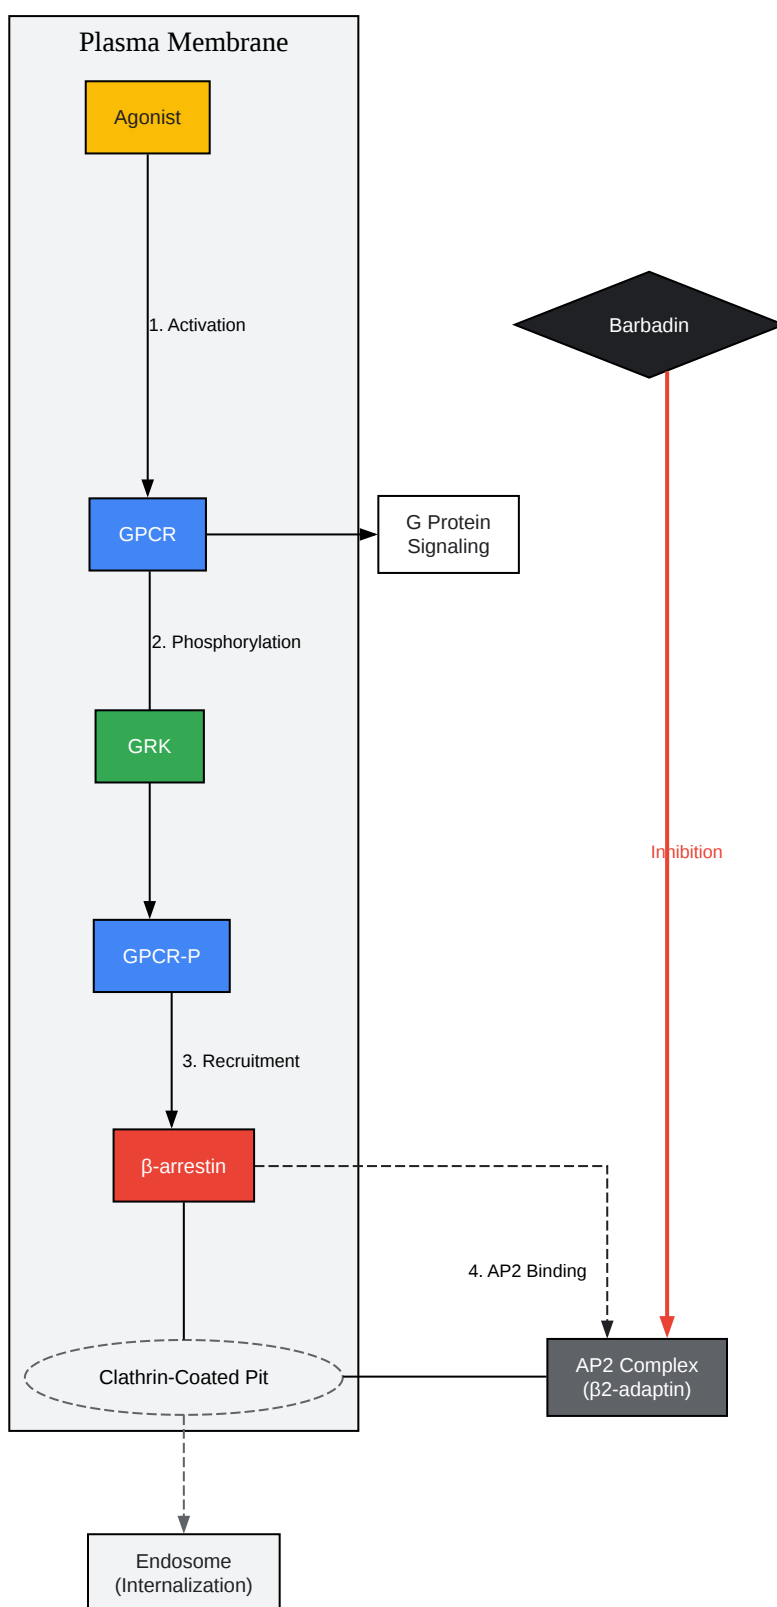 Plasma Membrane
Agonist
1. Activation
Barbadin
GPCR
G Protein
Signaling
2. Phosphorylation
GRK
Inhibition
GPCR-P
3. Recruitment
β-arrestin
4. AP2 Binding
Clathrin-Coated Pit
AP2 Complex
(β2-adaptin)
Endosome
(Internalization)